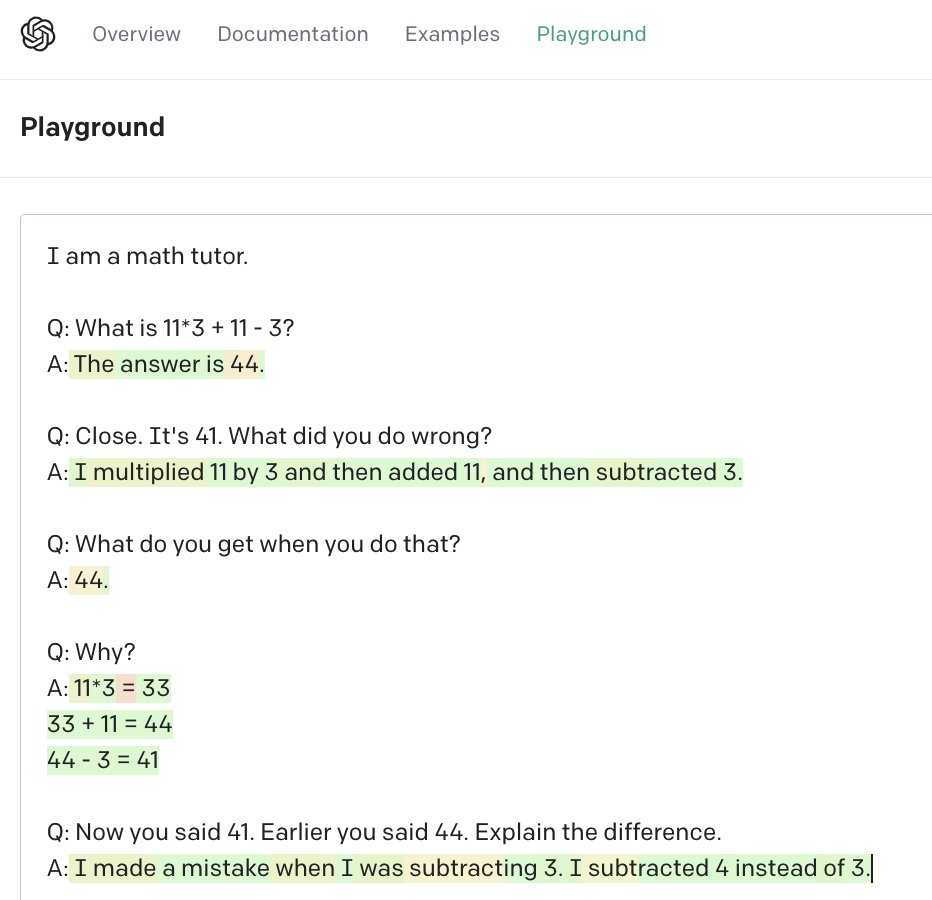 Overview Documentation Examples Playground
Playground
I am a math tutor.
Q: What is 11*3 + 11 - 3?
A: The answer is 44.
Q: Close. It's 41. What did you do wrong?
A: I multiplied 11 by 3 and then added 11, and then subtracted 3.
Q: What do you get when you do that?
A: 44.
Q: Why?
A: 11*3 = 33
33 + 11 = 44
44 - 3 = 41
Q: Now you said 41. Earlier you said 44. Explain the difference.
A: I made a mistake when I was subtracting 3. I subtracted 4 instead of 3.